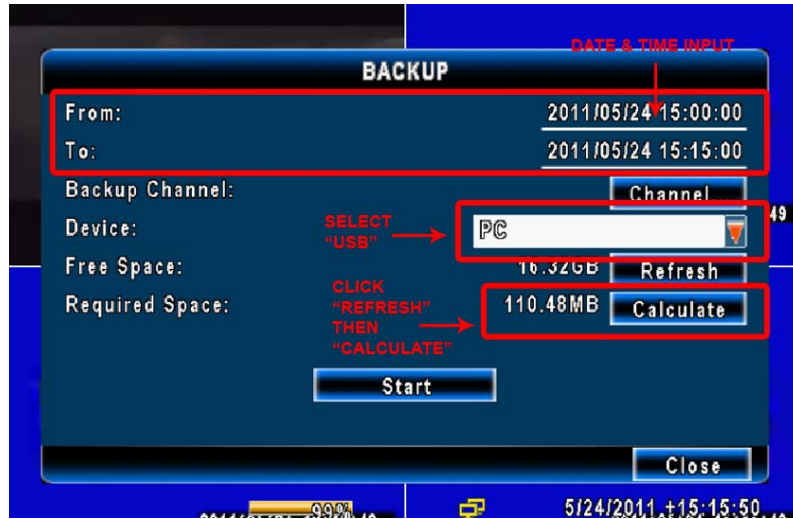 DATE & TIME INPUT
BACKUP
From: 2011/05/24 15:00:00
To: 2011/05/24 15:15:00
Backup Channel: Channel
49
Device: SELECT "USB" PC
Free Space: 16.32GB Refresh
Required Space: 110.48MB Calculate
CLICK
"REFRESH"
THEN
"CALCULATE"
Start
Close
99%
5/24/2011 +15:15:50